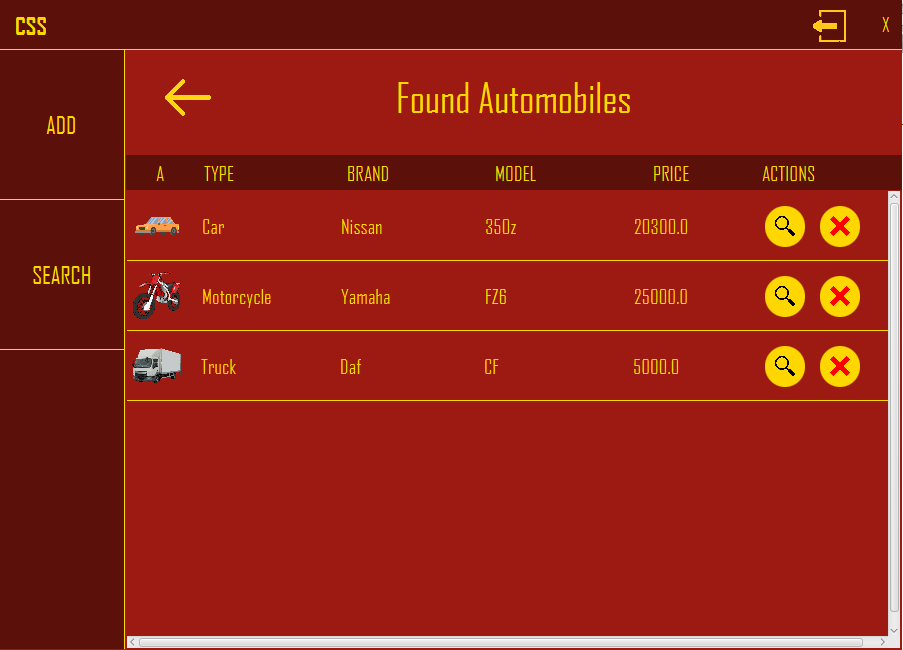 CSS X
ADD
SEARCH
Found Automobiles
A TYPE BRAND MODEL PRICE ACTIONS
Car Nissan 350z 20300.0
Motorcycle Yamaha FZ6 25000.0
Truck Daf CF 5000.0